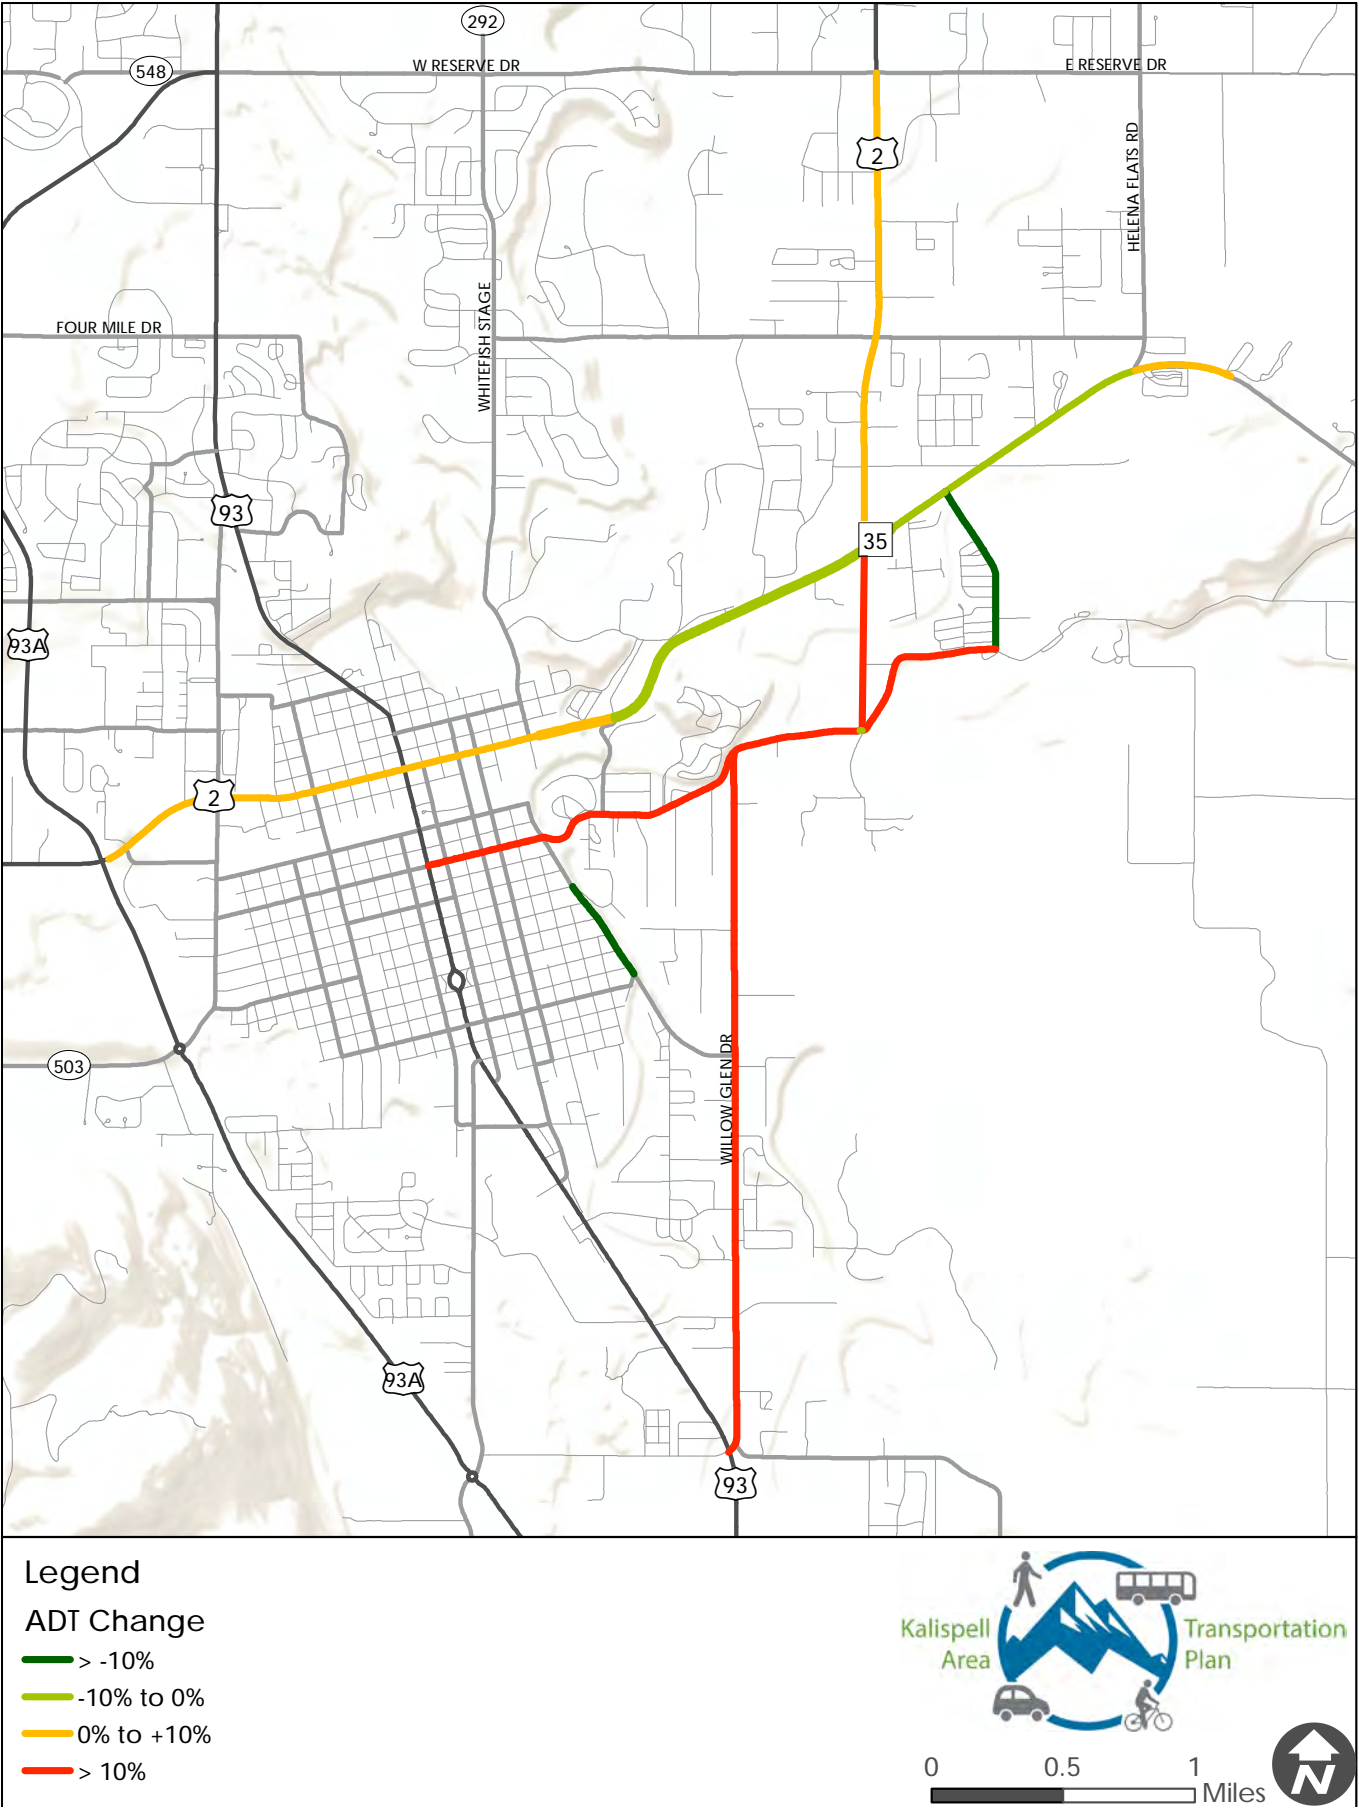 292
548
W RESERVE DR
E RESERVE DR
2
HELENA FLATS RD
WHITEFISH STAGE
FOUR MILE DR
93
35
93A
2
503
WILLOW GLEN DR
93A
93
Legend
ADT Change
> -10%
-10% to 0%
0% to +10%
> 10%
Kalispell
Area
Transportation
Plan
0 0.5 1
Miles
N